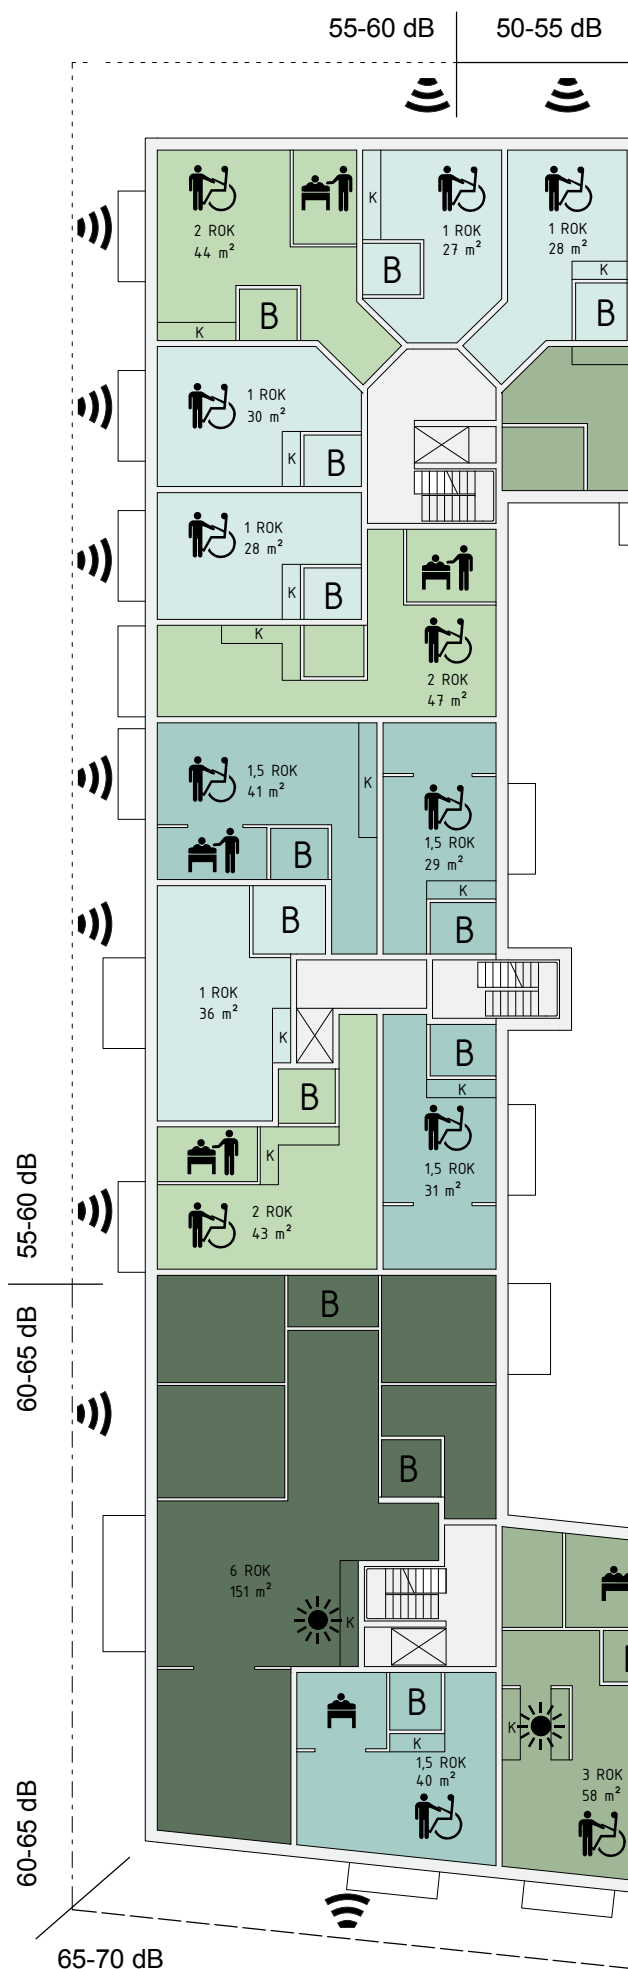 55-60 dB
50-55 dB
2 ROK
44 m²
K
B
K
1 ROK
27 m²
B
1 ROK
28 m²
K
B
1 ROK
30 m²
K
B
1 ROK
28 m²
K
B
K
2 ROK
47 m²
1,5 ROK
41 m²
K
B
1,5 ROK
29 m²
K
B
B
1 ROK
36 m²
K
B
K
1,5 ROK
31 m²
B
K
2 ROK
43 m²
55-60 dB
60-65 dB
B
B
6 ROK
151 m²
K
B
K
1,5 ROK
40 m²
K
3 ROK
58 m²
60-65 dB
65-70 dB